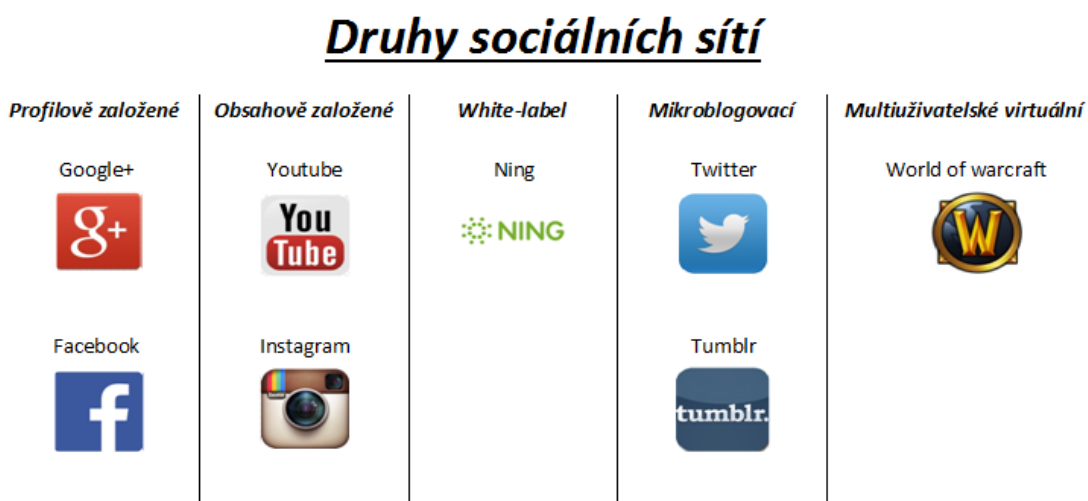 Druhy sociálních sítí
Profilově založené
Obsahově založené
White-label
Mikroblogovací
Multiuživatelské virtuální
Google+
Youtube
Ning
Twitter
World of warcraft
g+
You
Tube
NING
W
Facebook
Instagram
Tumblr
f
tumblr.